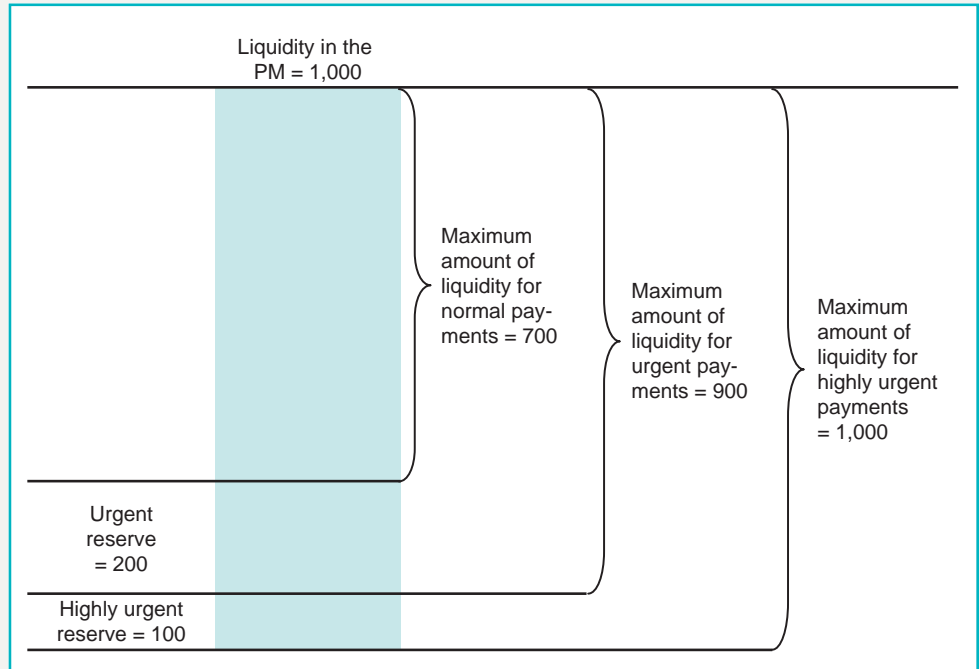 Liquidity in the
PM = 1,000
Maximum
amount of
liquidity for
normal pay-
ments = 700
Maximum
amount of
liquidity for
urgent pay-
ments = 900
Maximum
amount of
liquidity for
highly urgent
payments
= 1,000
Urgent
reserve
= 200
Highly urgent
reserve = 100